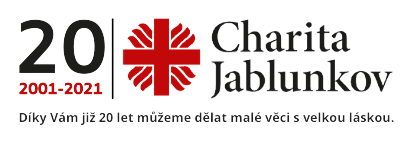 20
2001-2021
Charita
Jablunkov
Díky Vám již 20 let můžeme dělat malé věci s velkou láskou.